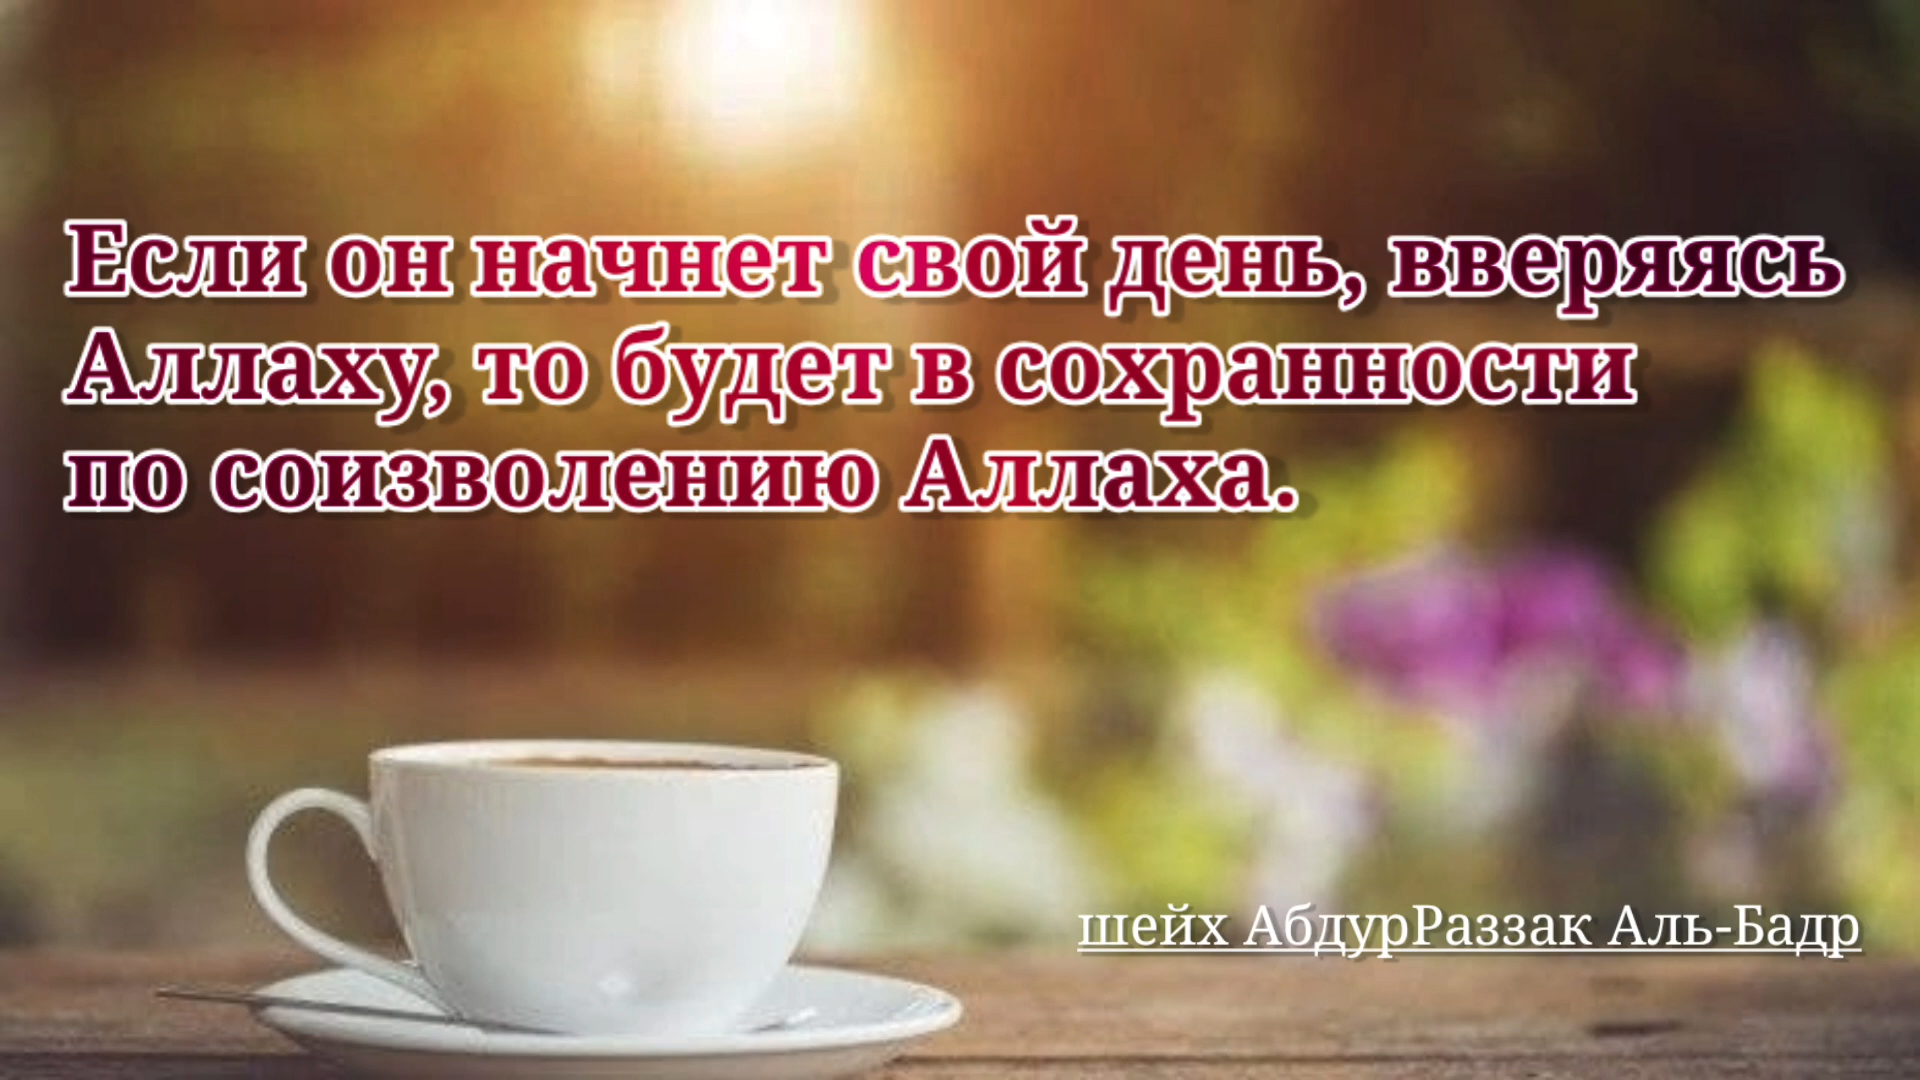 Если он начнет свой день, вверяясь
Аллаху, то будет в сохранности
по соизволению Аллаха.
шейх АбдурРаззак Аль-Бадр